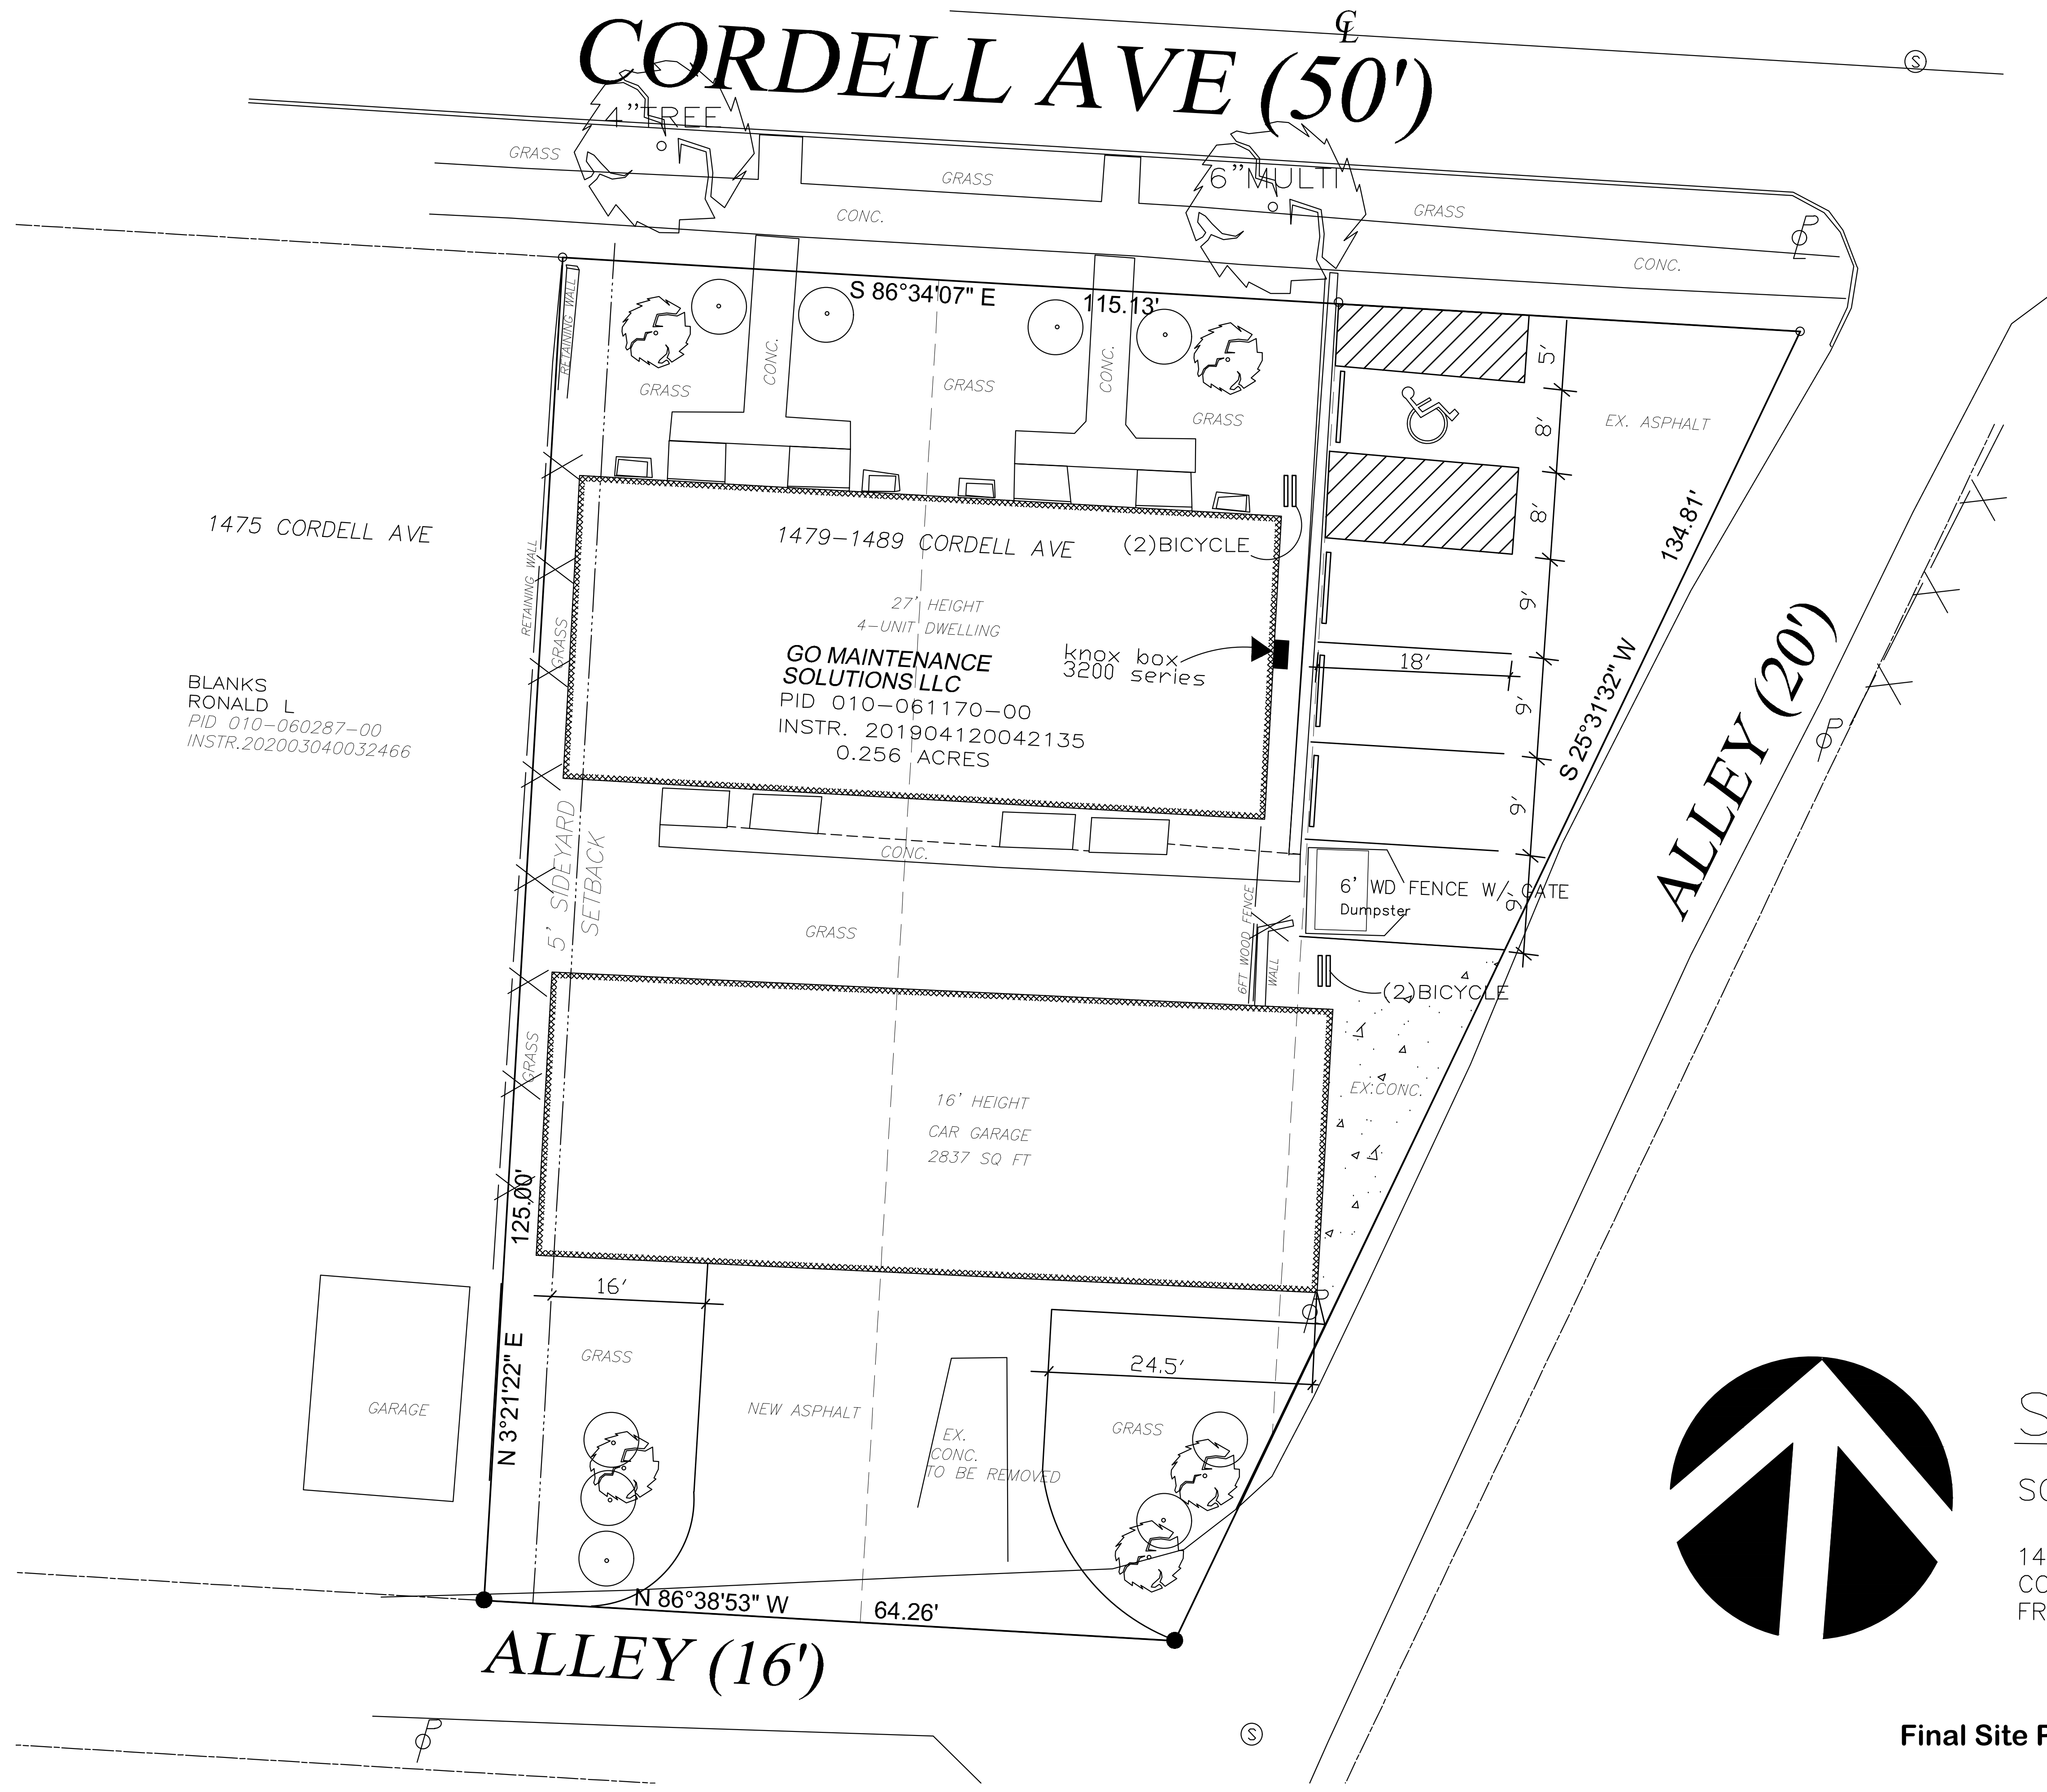 CORDELL AVE (50')
CL
S
4"TREE
GRASS
GRASS
6"MULTI
GRASS
CONC.
CONC.
S 86°34'07" E
115.13'
RETAINING WALL
CONC.
CONC.
GRASS
GRASS
GRASS
5'
8'
EX. ASPHALT
8'
134.81'
1475 CORDELL AVE
1479-1489 CORDELL AVE
(2)BICYCLE
RETAINING WALL
GRASS
27' HEIGHT
4-UNIT DWELLING
GO MAINTENANCE
SOLUTIONS LLC
PID 010-061170-00
INSTR. 201904120042135
0.256 ACRES
knox box
3200 series
9'
18'
9'
S 25°31'32" W
ALLEY (20')
BLANKS
RONALD L
PID 010-060287-00
INSTR.202003040032466
9'
5' SIDEYARD
SETBACK
CONC.
6' WD FENCE W/ GATE
Dumpster
9'
GRASS
6FT WOOD FENCE
WALL
(2)BICYCLE
GRASS
16' HEIGHT
CAR GARAGE
2837 SQ FT
EX.CONC.
125.00'
N 3°21'22" E
16'
GRASS
24.5'
GARAGE
NEW ASPHALT
EX.
CONC.
TO BE REMOVED
GRASS
N 86°38'53" W
64.26'
ALLEY (16')
S
S
SC
14
CO
FR
Final Site P